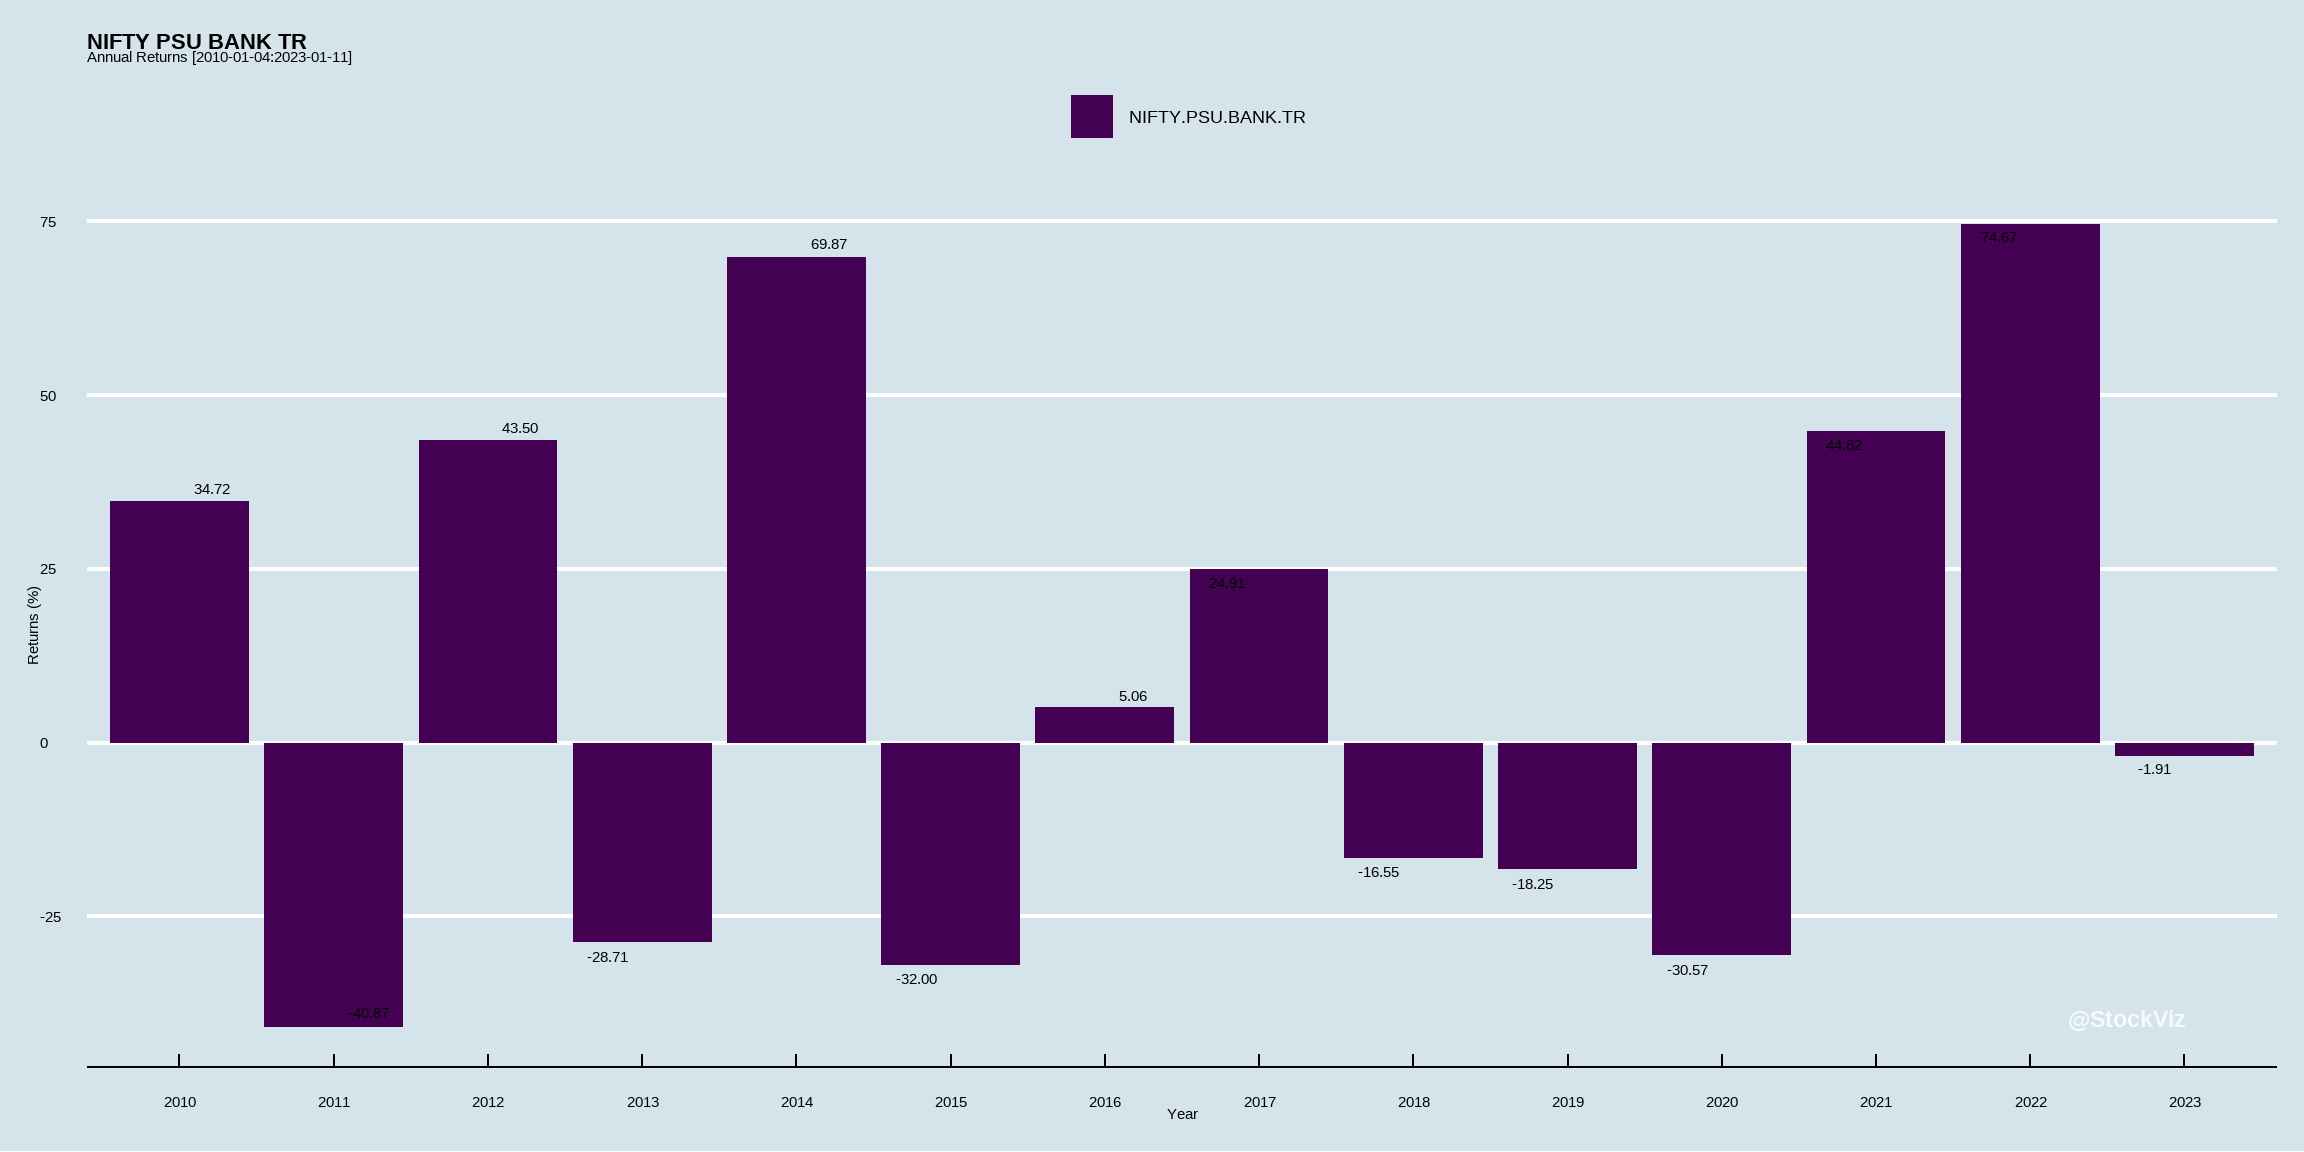 NIFTY PSU BANK TR
Annual Returns [2010-01-04:2023-01-11]
NIFTY.PSU.BANK.TR
75
50
25
0
-25
Returns (%)
34.72
-40.87
43.50
-28.71
69.87
-32.00
5.06
24.91
-16.55
-18.25
-30.57
44.82
74.67
-1.91
@StockViz
2010 2011 2012 2013 2014 2015 2016 2017 2018 2019 2020 2021 2022 2023
Year